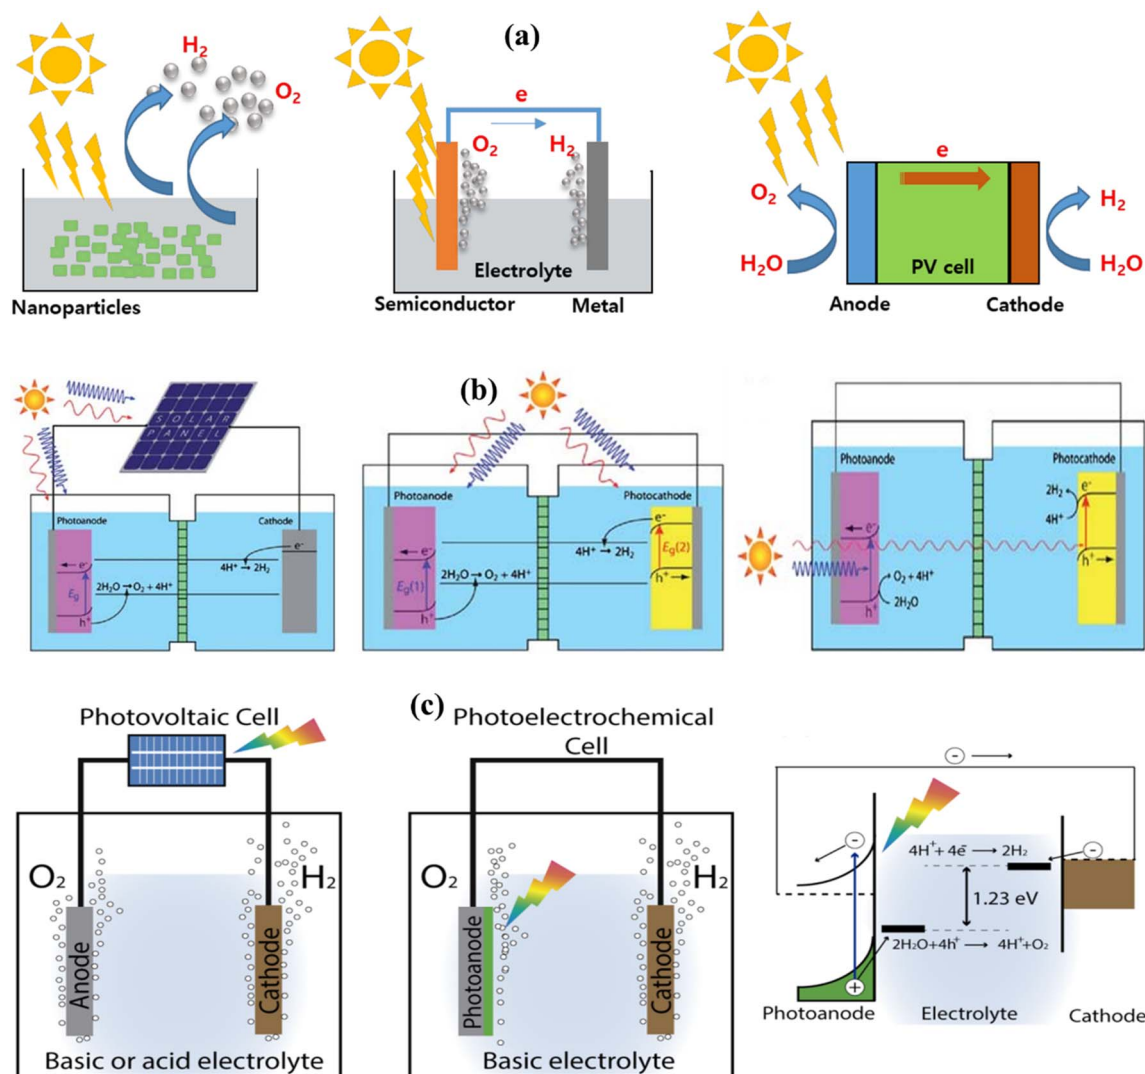 (a)
H2
O2
Nanoparticles
e
O2
H2
Electrolyte
Semiconductor
Metal
e
O2
H2O
PV cell
H2
H2O
Anode
Cathode
(b)
SOLAR
PANEL
Photoanode
Cathode
e-
e-
4H+ → 2H2
Eg
2H2O → O2 + 4H+
h+
Photoanode
Photocathode
e-
e-
4H+ → 2H2
Eg(2)
Eg(1)
2H2O → O2 + 4H+
h+
h+
Photoanode
Photocathode
e-
2H2
4H+
e-
h+
O2 + 4H+
h+
2H2O
(c)
Photovoltaic Cell
O2
H2
Anode
Cathode
Basic or acid electrolyte
Photoelectrochemical
Cell
O2
H2
Photoanode
Cathode
Basic electrolyte
4H+ + 4e- → 2H2
1.23 eV
2H2O+4h+ → 4H++O2
Photoanode
Electrolyte
Cathode